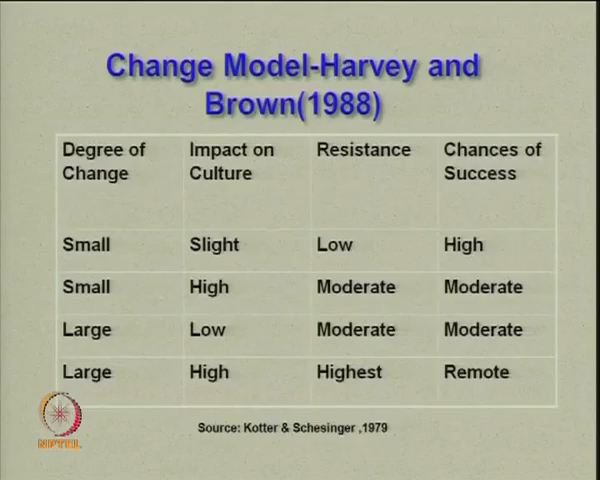 Change Model-Harvey and
Brown(1988)
Degree of Change Impact on Culture Resistance Chances of Success
Small Slight Low High
Small High Moderate Moderate
Large Low Moderate Moderate
Large High Highest Remote
Source: Kotter & Schesinger ,1979
NPTEL